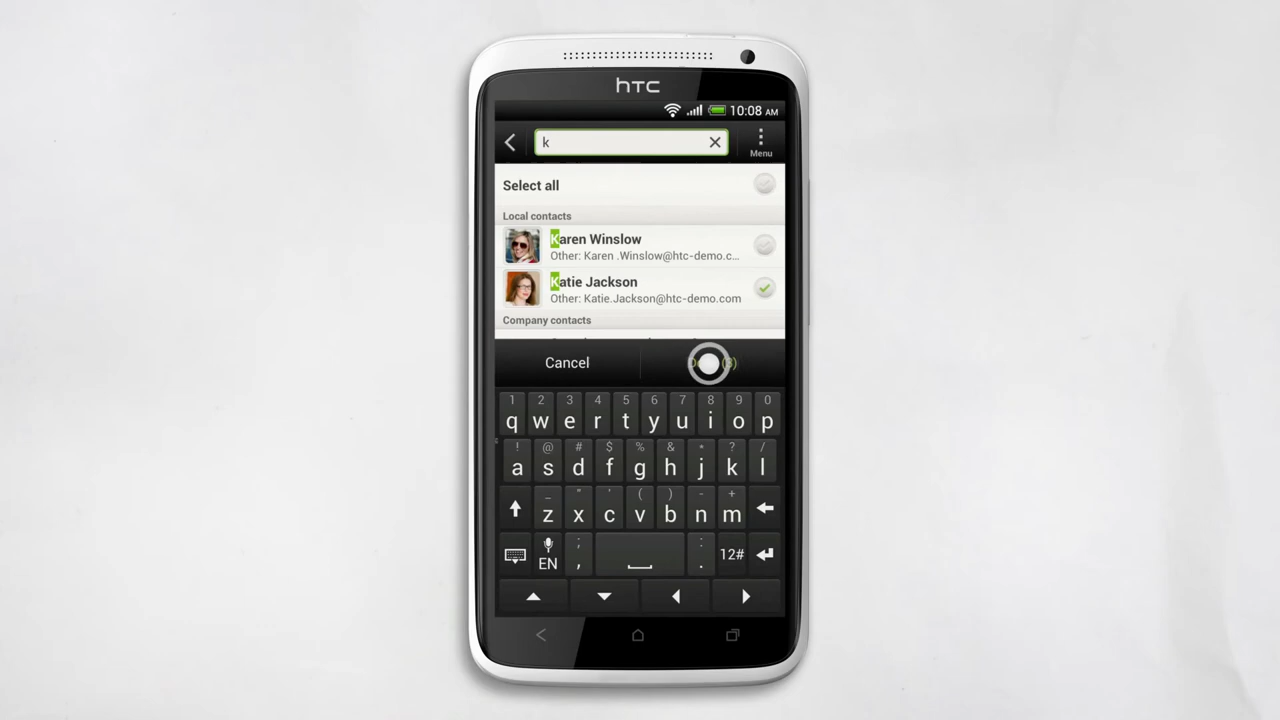 hTC
10:08 AM
k
Menu
Select all
Local contacts
Karen Winslow
Other: Karen .Winslow@htc-demo.c...
Katie Jackson
Other: Katie.Jackson@htc-demo.com
Company contacts
Cancel
1 2 3 4 5 6 7 8 9 0
q w e r t y u i o p
! @ # $ % & * ? /
a s d f g h j k l
_ " ' ( ) - +
z x c v b n m
; :
EN , . 12#